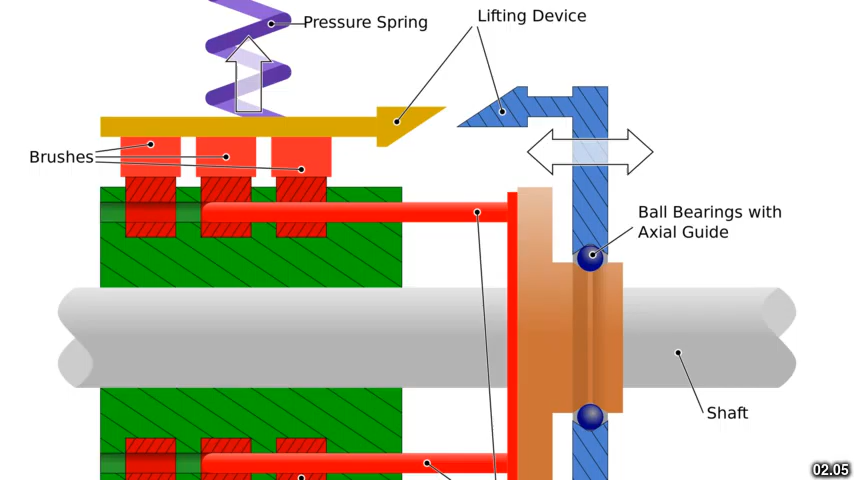 Pressure Spring
Lifting Device
Brushes
Ball Bearings with
Axial Guide
Shaft
02.05